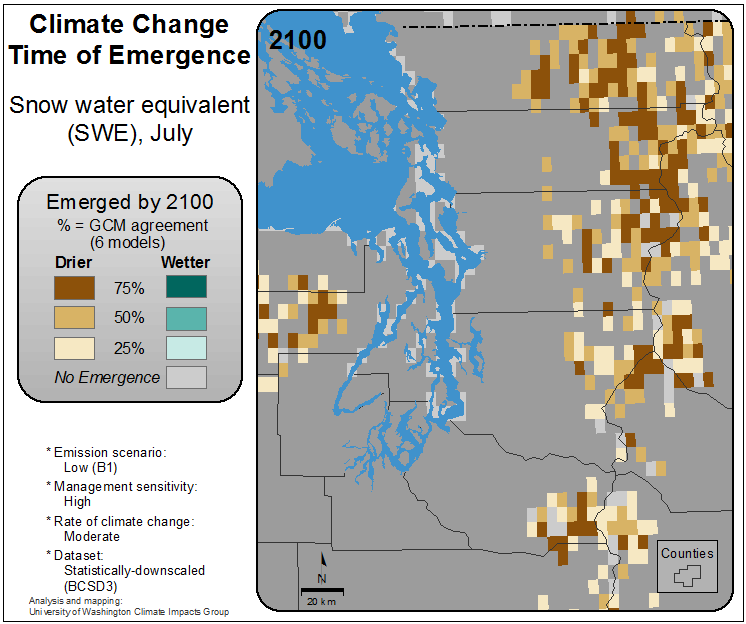 Climate Change
Time of Emergence
Snow water equivalent
(SWE), July
Emerged by 2100
% = GCM agreement
(6 models)
Drier Wetter
75%
50%
25%
No Emergence
* Emission scenario:
Low (B1)
* Management sensitivity:
High
* Rate of climate change:
Moderate
* Dataset:
Statistically-downscaled
(BCSD3)
Analysis and mapping:
University of Washington Climate Impacts Group
2100
N
20 km
Counties